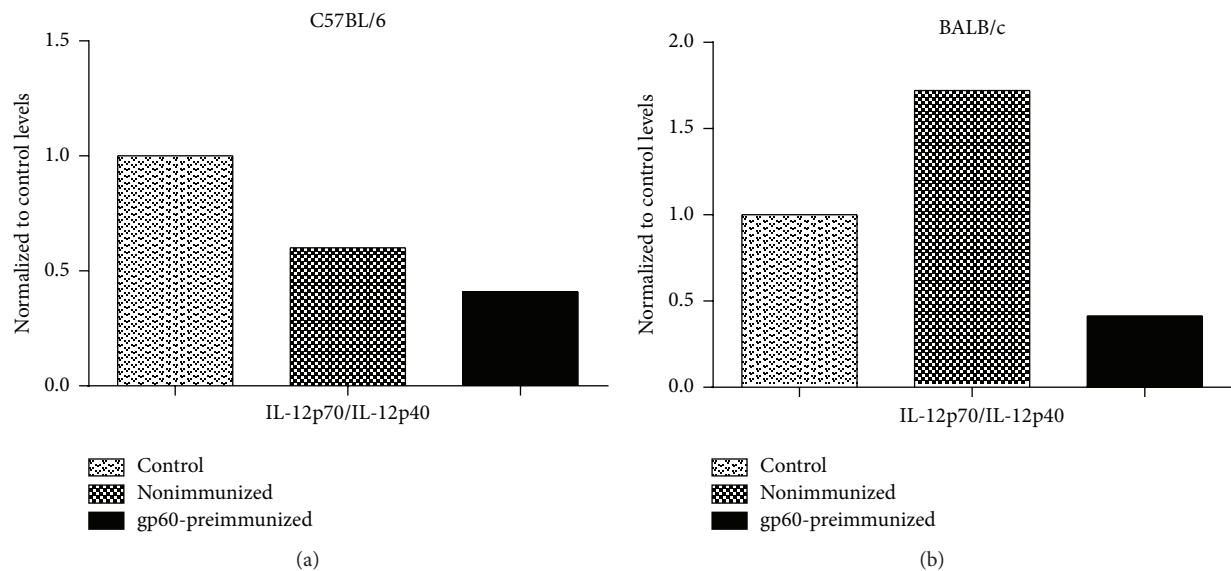 C57BL/6
Normalized to control levels
1.5
1.0
0.5
0.0
IL-12p70/IL-12p40
Control
Nonimmunized
gp60-preimmunized
(a)
BALB/c
Normalized to control levels
2.0
1.5
1.0
0.5
0.0
IL-12p70/IL-12p40
Control
Nonimmunized
gp60-preimmunized
(b)